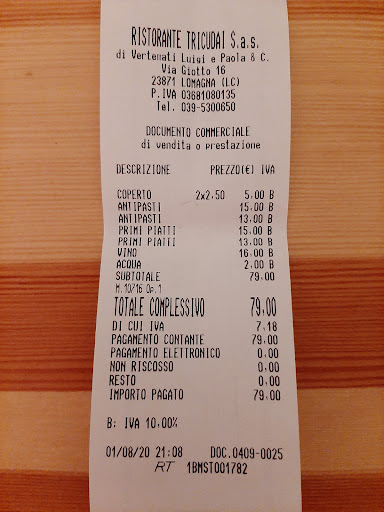 RISTORANTE TRICUDAI S.a.s.
di Vertemati Luigi e Paola & C.
Via Giotto 16
23871 LOMAGNA (LC)
P.IVA 03681080135
Tel. 039-5300650
DOCUMENTO COMMERCIALE
di vendita o prestazione
DESCRIZIONE PREZZO(€) IVA
COPERTO 2x2,50 5,00 B
ANTIPASTI 15,00 B
ANTIPASTI 13,00 B
PRIMI PIATTI 15,00 B
PRIMI PIATTI 13,00 B
VINO 16,00 B
ACQUA 2,00 B
SUBTOTALE 79,00
M.10716 Op.1
TOTALE COMPLESSIVO 79,00
DI CUI IVA 7,18
PAGAMENTO CONTANTE 79,00
PAGAMENTO ELETTRONICO 0,00
NON RISCOSSO 0,00
RESTO 0,00
IMPORTO PAGATO 79,00
B: IVA 10,00%
01/08/20 21:08 DOC.0409-0025
RT 1BMST001782